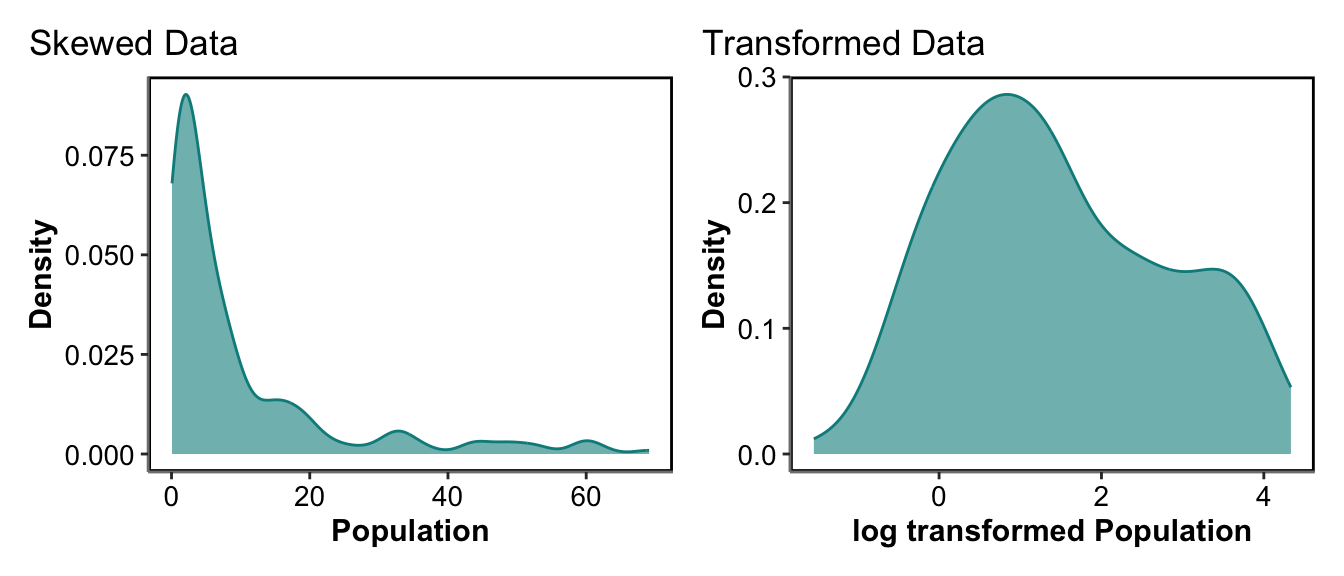 Skewed Data
0.075
0.050
0.025
0.000
Density
0 20 40 60
Population
Transformed Data
0.3
0.2
0.1
0.0
Density
0 2 4
log transformed Population